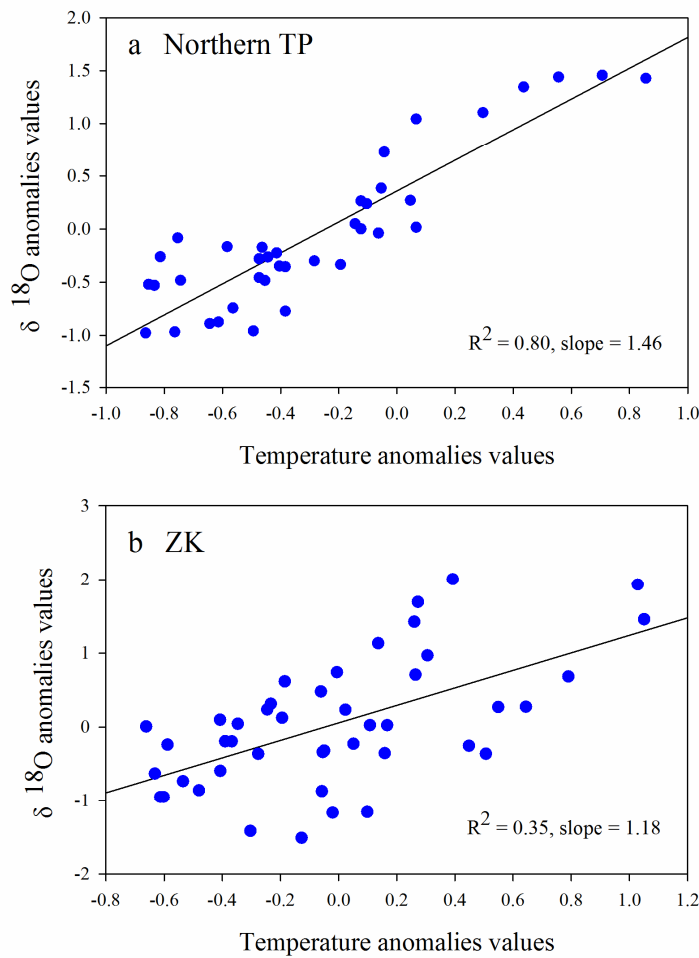 a Northern TP
2.0
1.5
1.0
0.5
0.0
-0.5
-1.0
-1.5
δ 18O anomalies values
R2 = 0.80, slope = 1.46
-1.0 -0.8 -0.6 -0.4 -0.2 0.0 0.2 0.4 0.6 0.8 1.0
Temperature anomalies values
b ZK
3
2
1
0
-1
-2
δ 18O anomalies values
R2 = 0.35, slope = 1.18
-0.8 -0.6 -0.4 -0.2 0.0 0.2 0.4 0.6 0.8 1.0 1.2
Temperature anomalies values